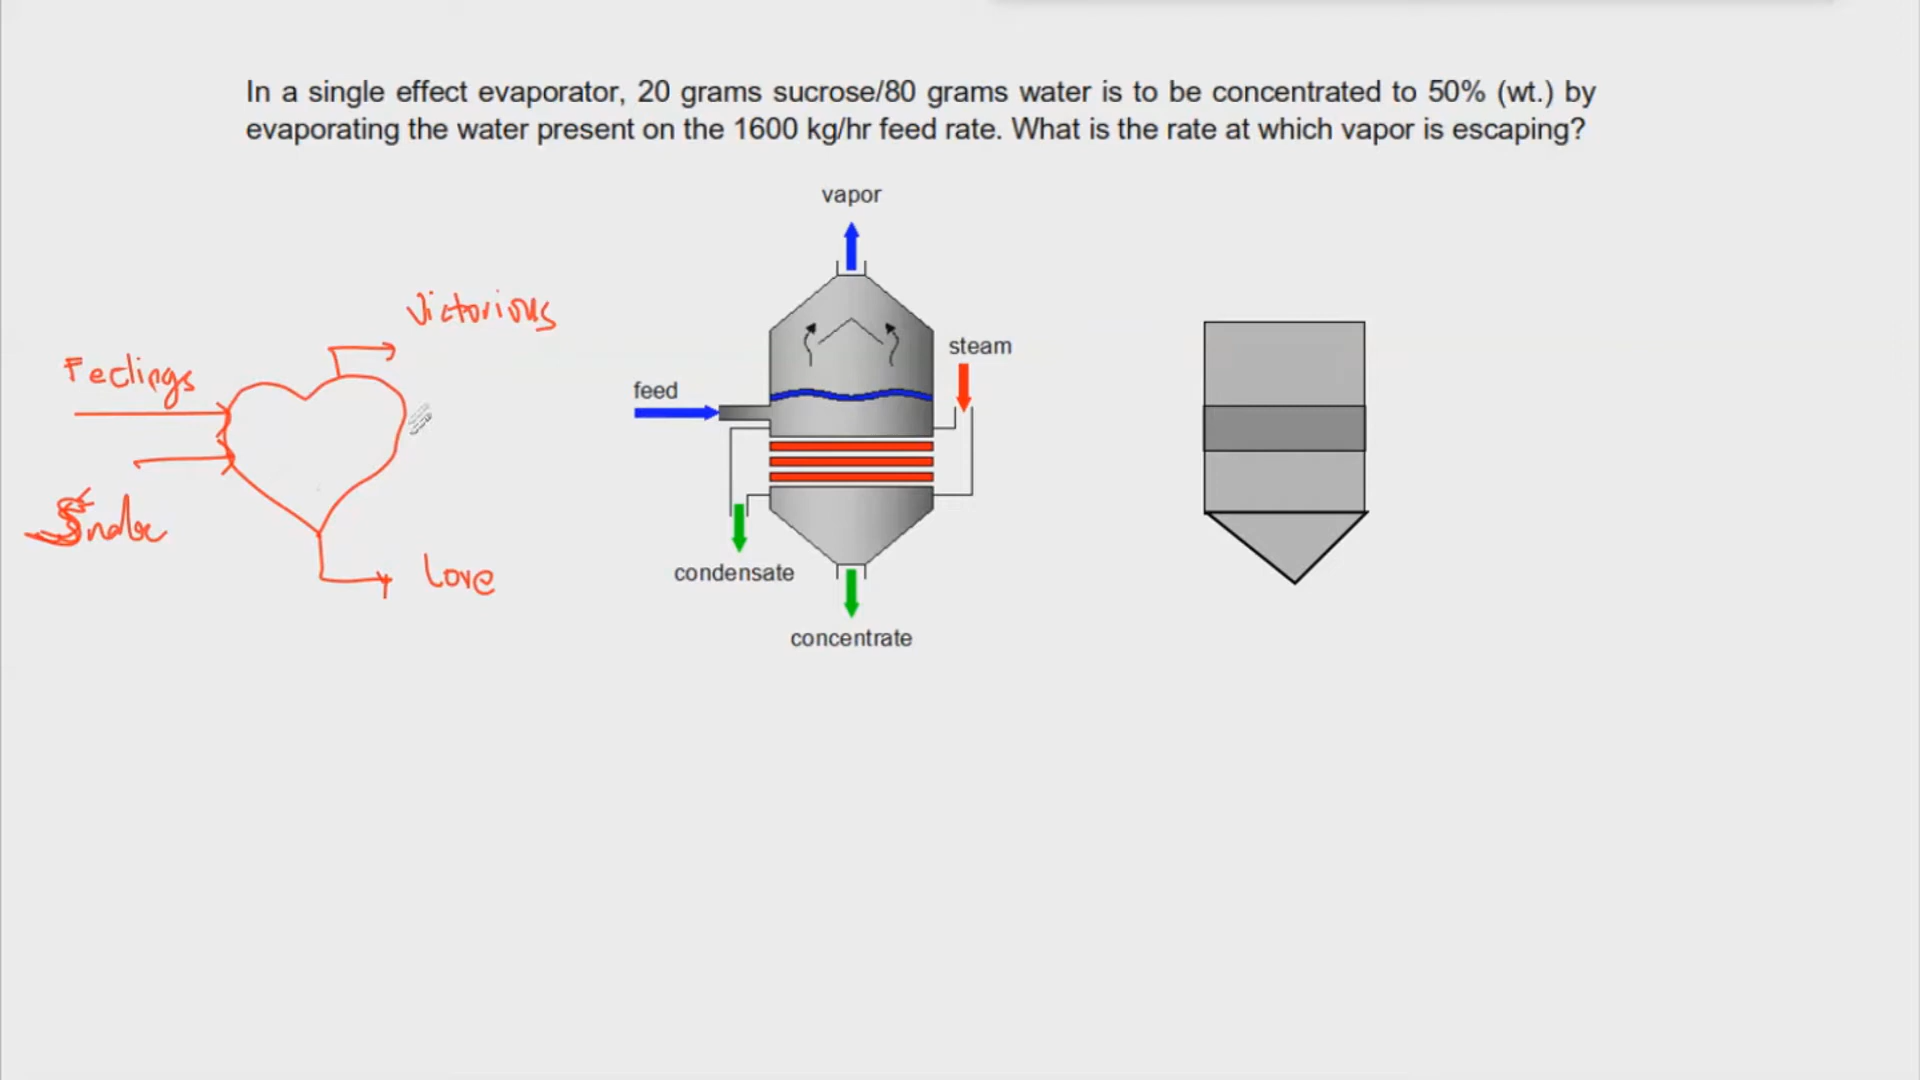 In a single effect evaporator, 20 grams sucrose/80 grams water is to be concentrated to 50% (wt.) by
evaporating the water present on the 1600 kg/hr feed rate. What is the rate at which vapor is escaping?
vapor
Victorious
steam
Feelings
feed
Love
condensate
concentrate